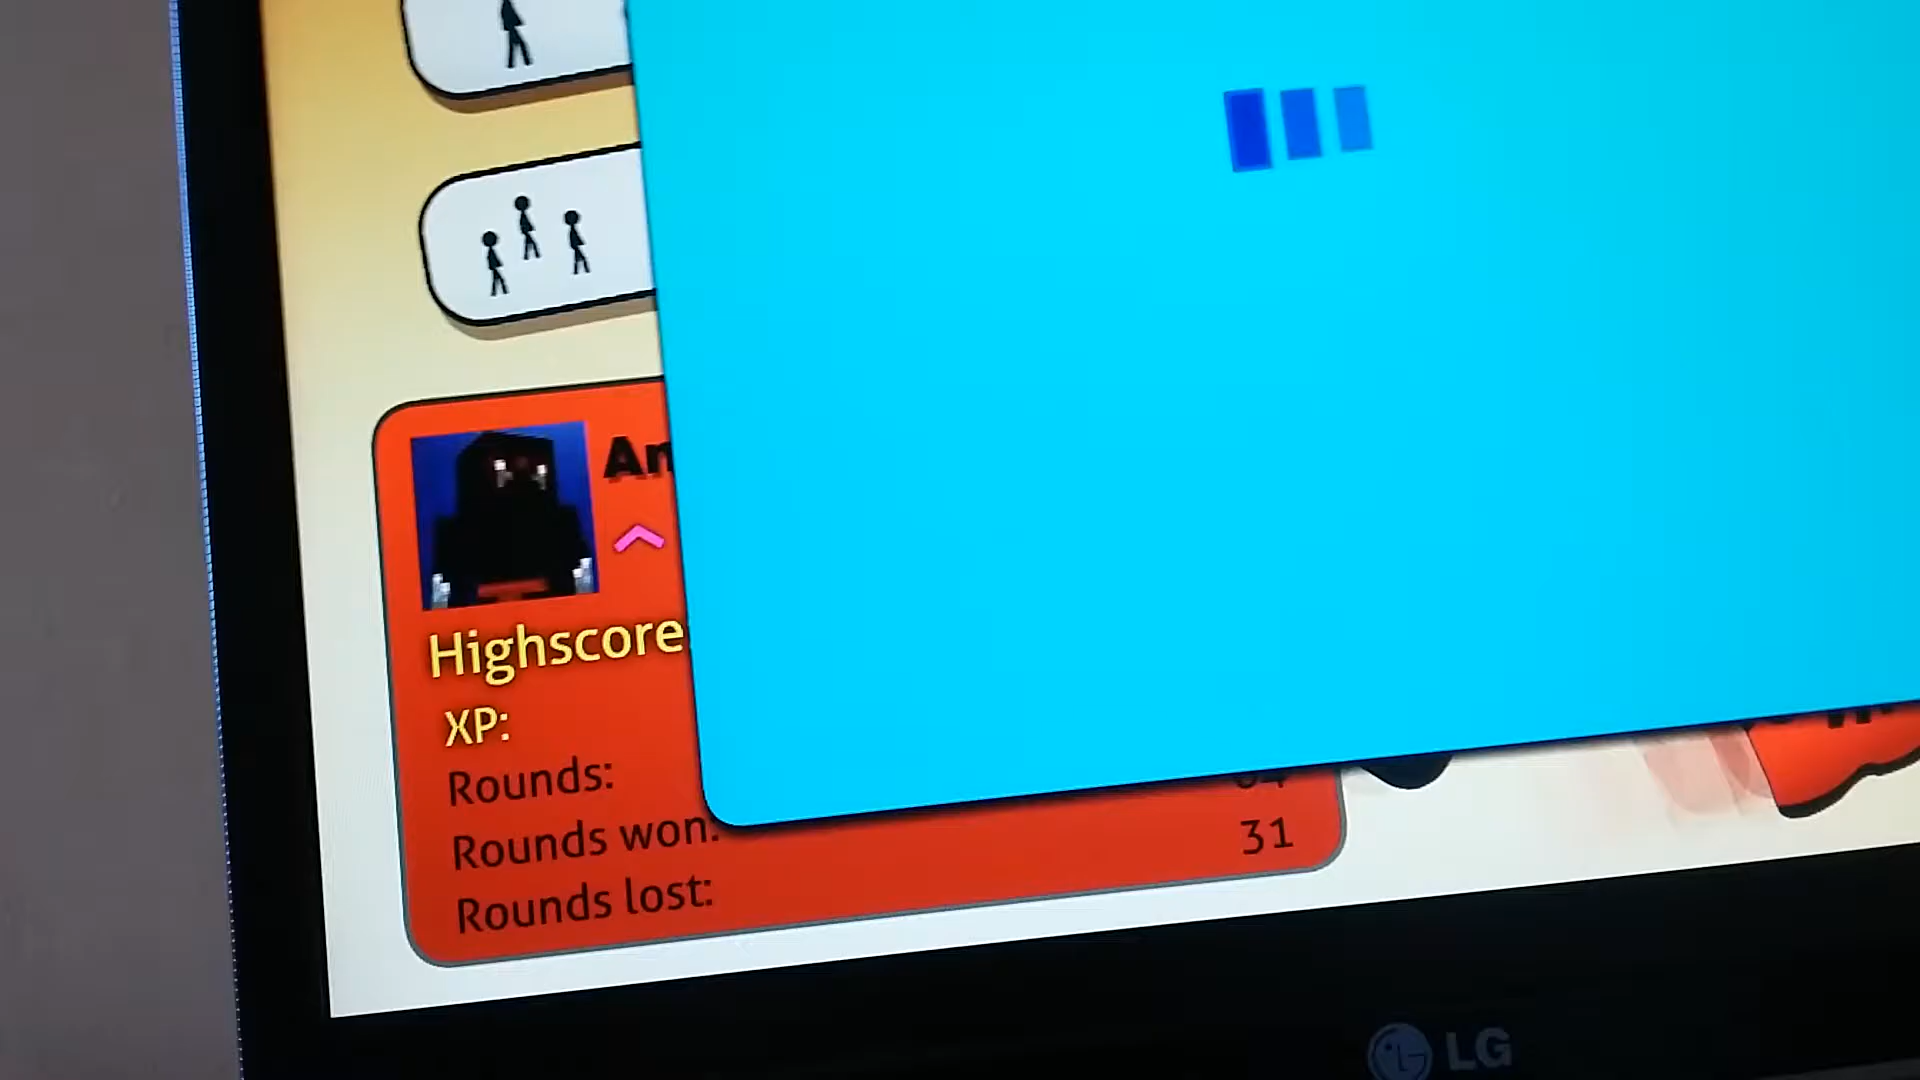 Highscore
XP:
Rounds:
Rounds won:
31
Rounds lost:
LG